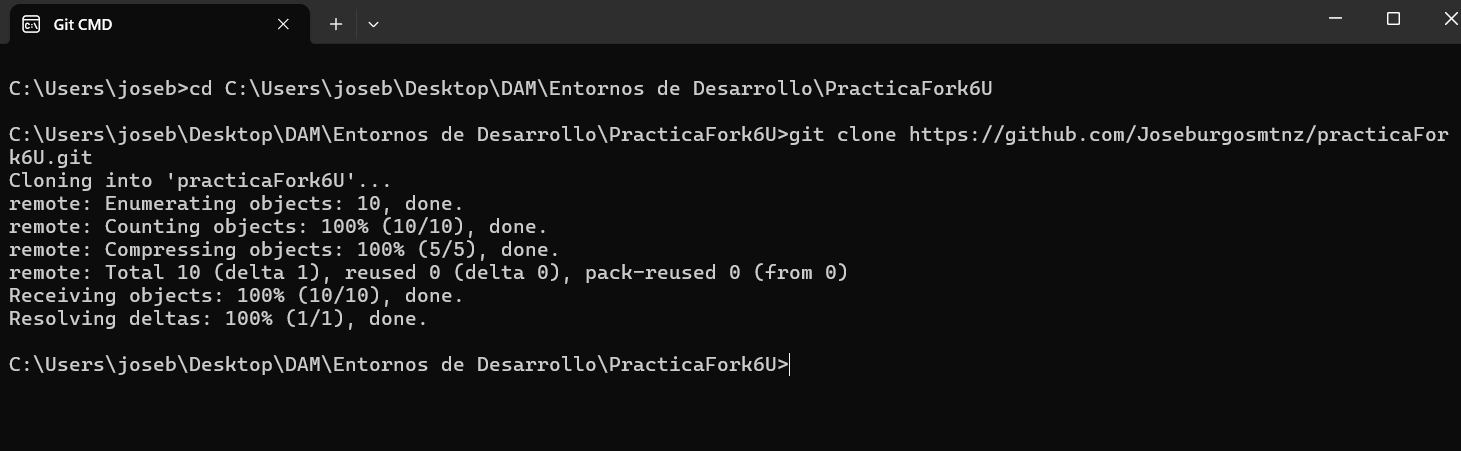 Git CMD
C:\Users\joseb>cd C:\Users\joseb\Desktop\DAM\Entornos de Desarrollo\PracticaFork6U
C:\Users\joseb\Desktop\DAM\Entornos de Desarrollo\PracticaFork6U>git clone https://github.com/Joseburgosmtnz/practicaFor
k6U.git
Cloning into 'practicaFork6U'...
remote: Enumerating objects: 10, done.
remote: Counting objects: 100% (10/10), done.
remote: Compressing objects: 100% (5/5), done.
remote: Total 10 (delta 1), reused 0 (delta 0), pack-reused 0 (from 0)
Receiving objects: 100% (10/10), done.
Resolving deltas: 100% (1/1), done.
C:\Users\joseb\Desktop\DAM\Entornos de Desarrollo\PracticaFork6U>